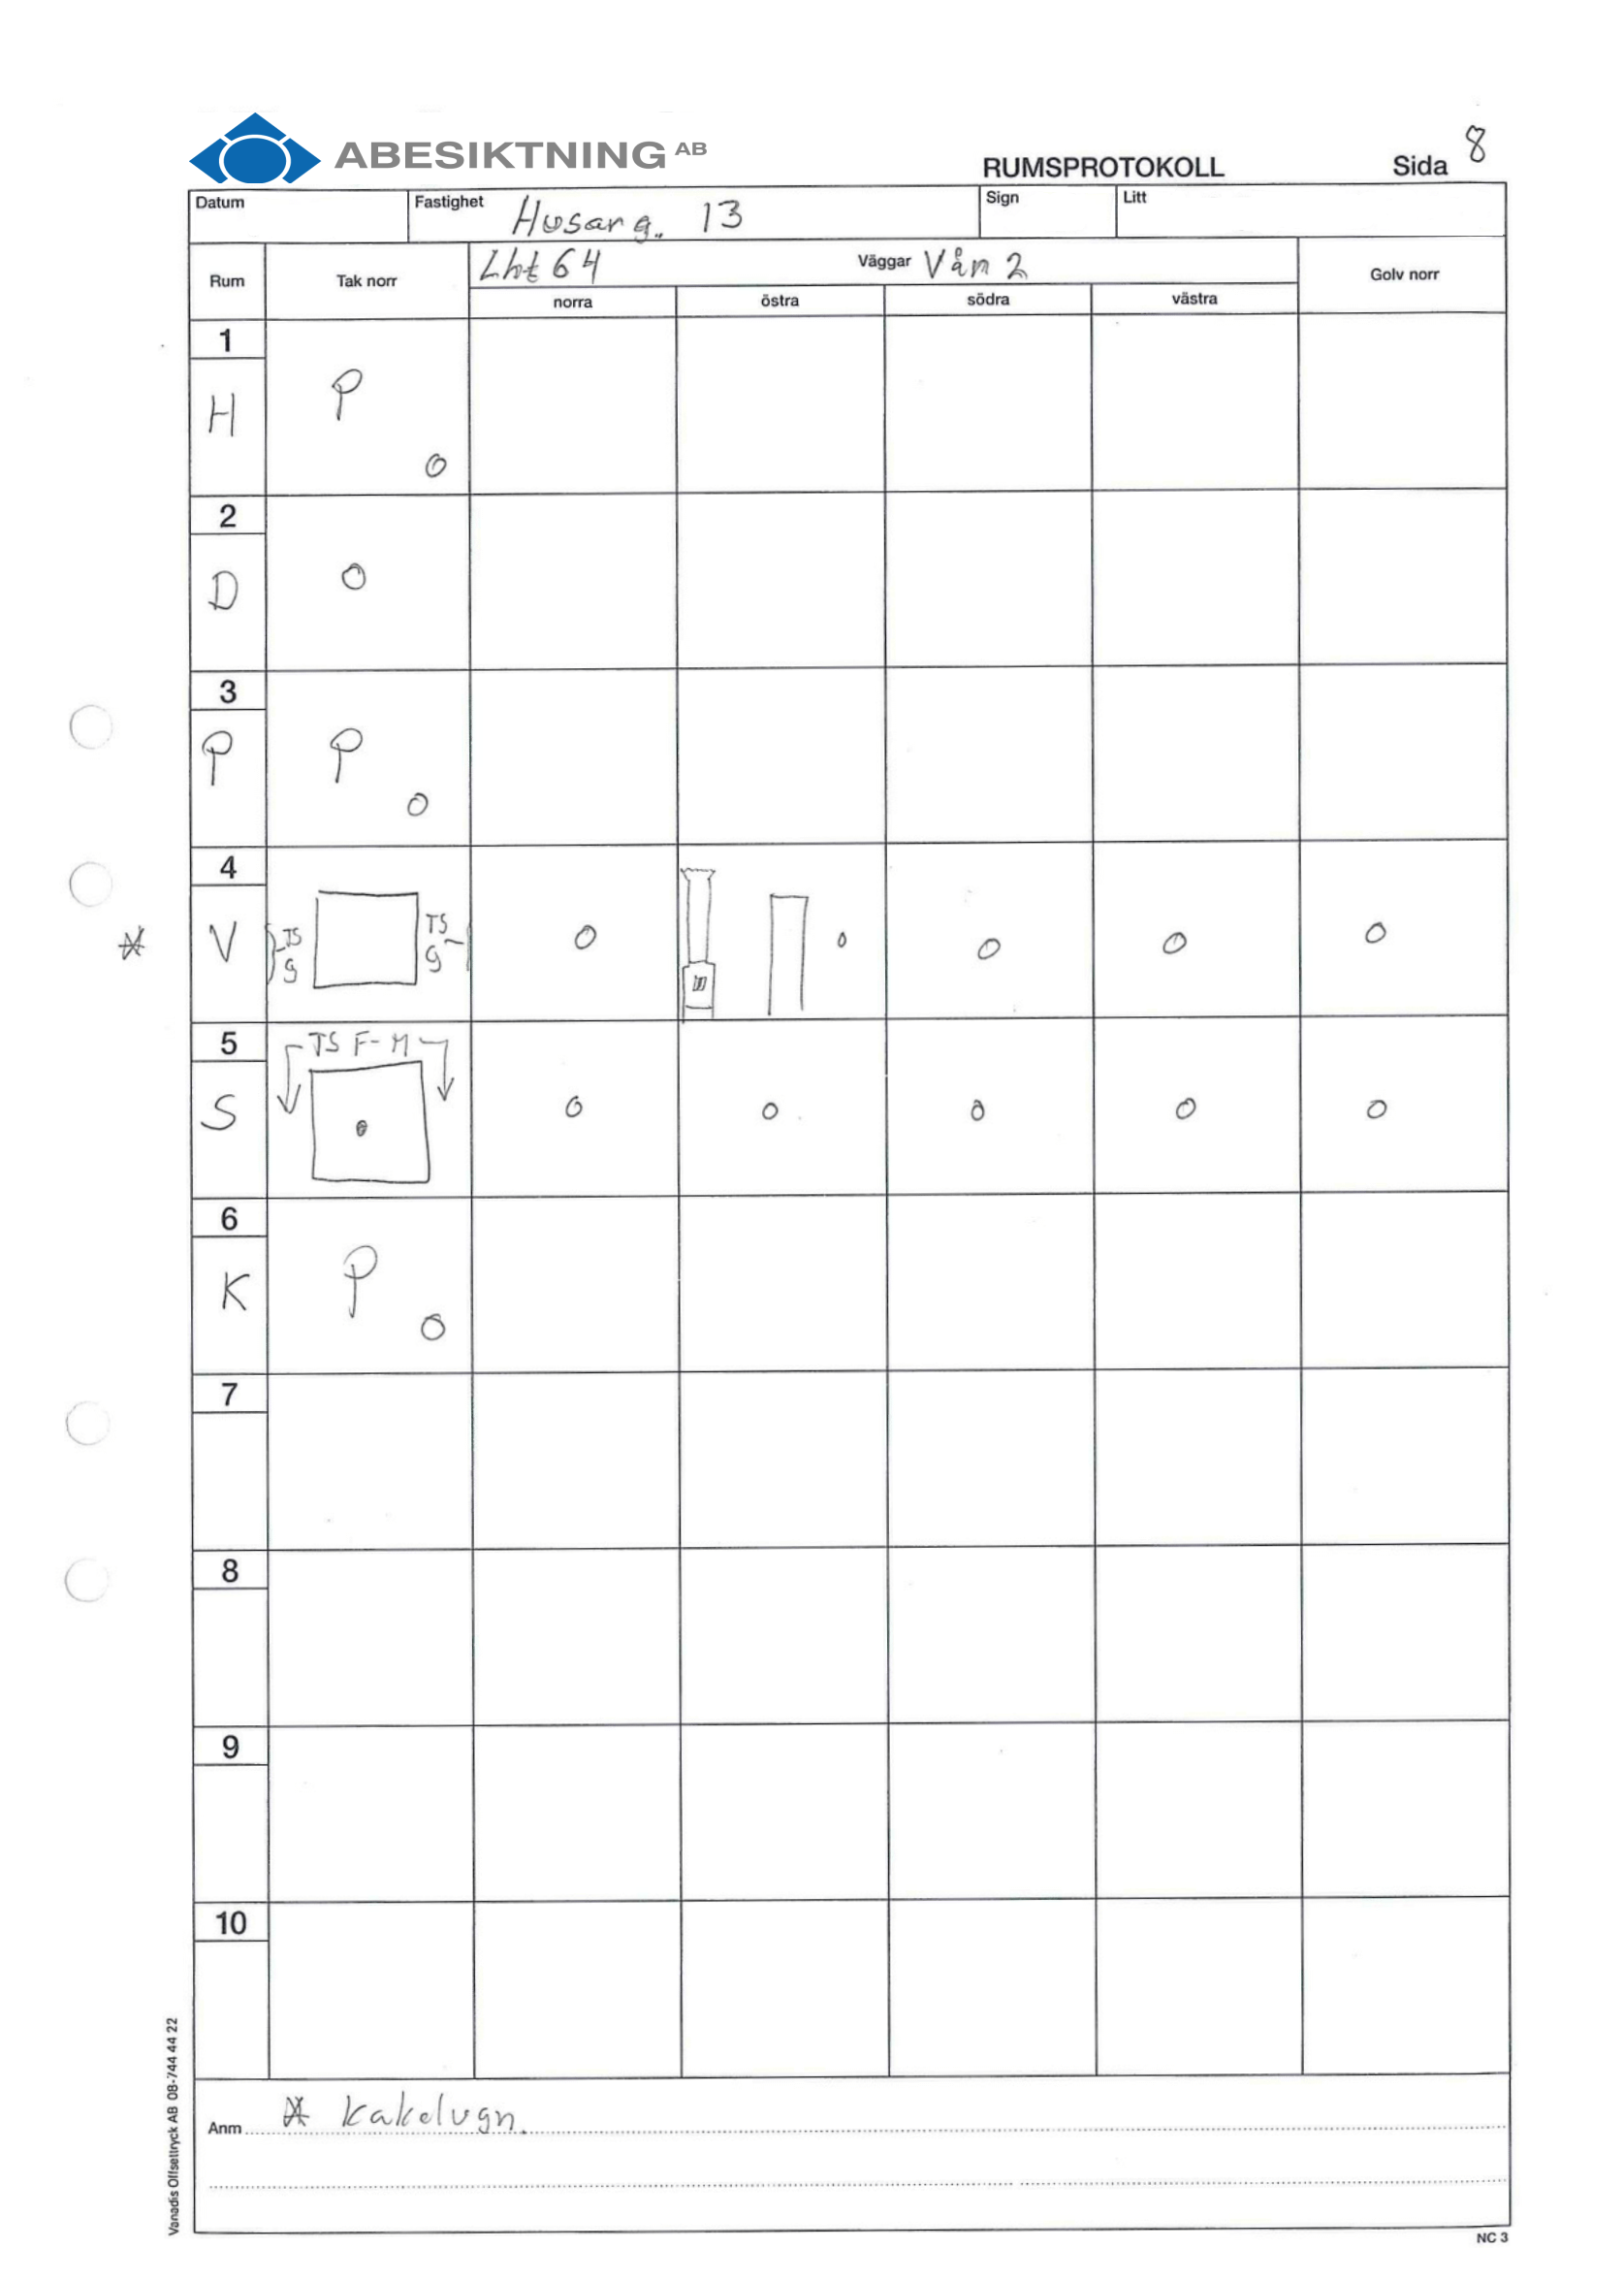 ABESIKTNING AB
RUMSPROTOKOLL Sida 8
Datum Fastighet Husarg. 13 Sign Litt
Rum Tak norr Lht 64 Väggar Vån 2 Golv norr
norra östra södra västra
1
H P
0
2
D 0
3
P P
0
4
* V TS g TS g 0 0 0 0 0
5
TS F-M
S 0 0 0 0 0 0
6
K P
0
7
8
9
10
Anm * Kakelugn.
Vanadis Offsettryck AB 08-744 44 22
NC 3